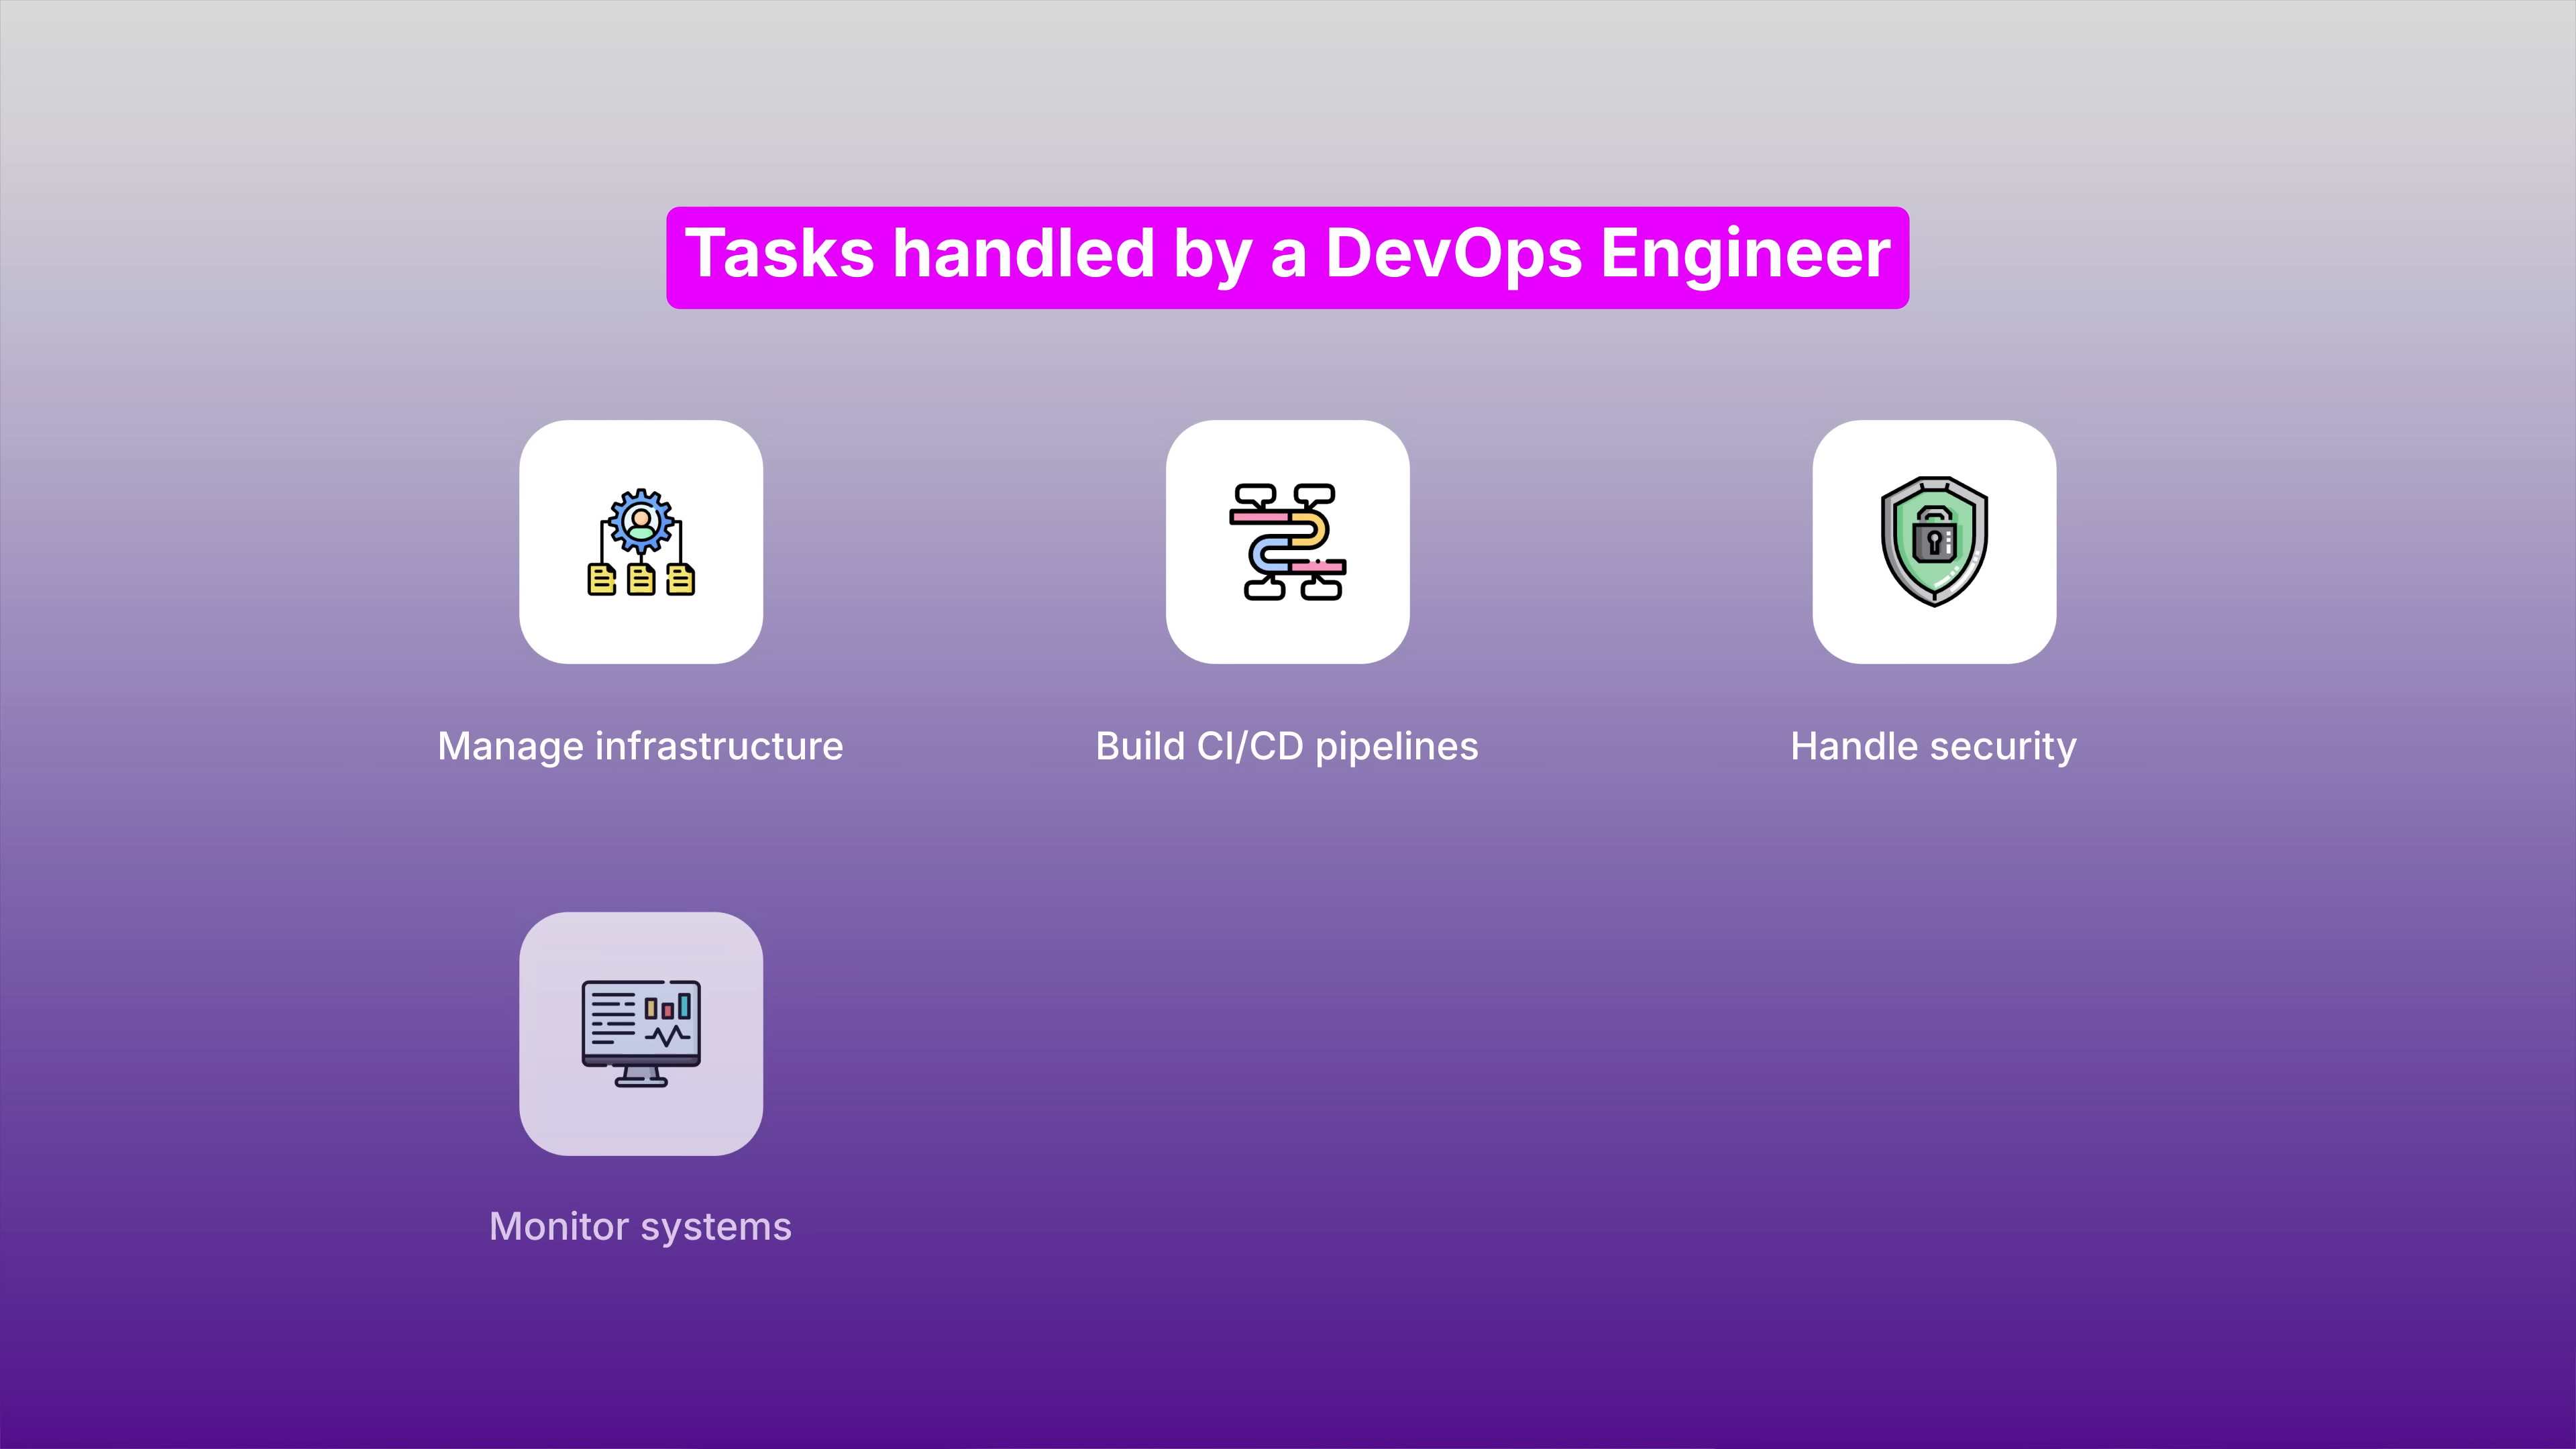 Tasks handled by a DevOps Engineer
Manage infrastructure
Build CI/CD pipelines
Handle security
Monitor systems